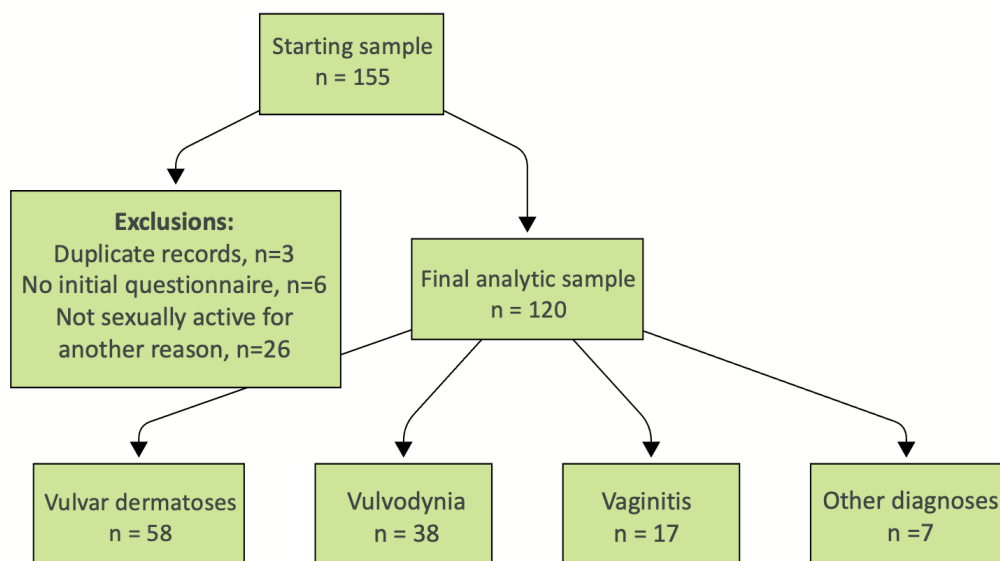 Starting sample
n = 155
Exclusions:
Duplicate records, n=3
No initial questionnaire, n=6
Not sexually active for
another reason, n=26
Final analytic sample
n = 120
Vulvar dermatoses
n = 58
Vulvodynia
n = 38
Vaginitis
n = 17
Other diagnoses
n =7